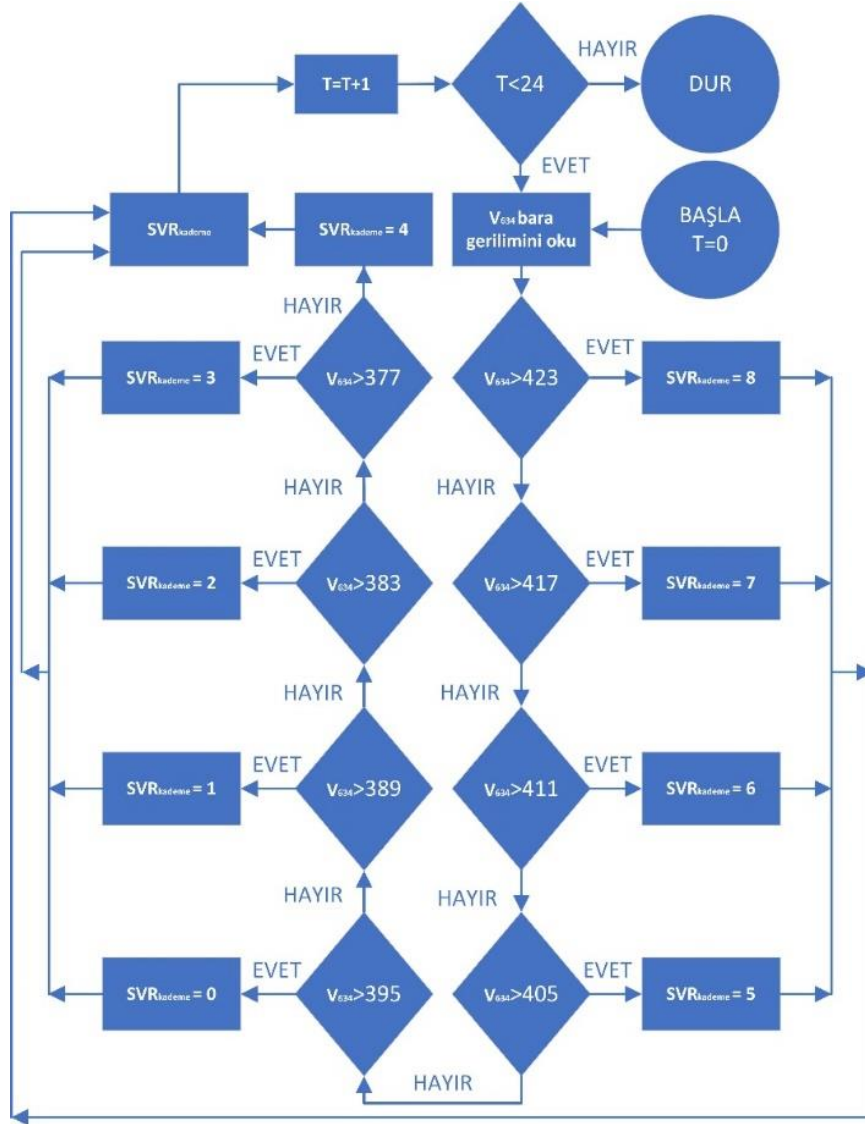 HAYIR
T=T+1
T<24
DUR
EVET
SVRkademe
SVRkademe = 4
V634 bara
gerilimini oku
BAŞLA
T=0
HAYIR
EVET
EVET
SVRkademe = 3
V634>377
V634>423
SVRkademe = 8
HAYIR
HAYIR
EVET
EVET
SVRkademe = 2
V634>383
V634>417
SVRkademe = 7
HAYIR
HAYIR
EVET
EVET
SVRkademe = 1
V634>389
V634>411
SVRkademe = 6
HAYIR
HAYIR
EVET
EVET
SVRkademe = 0
V634>395
V634>405
SVRkademe = 5
HAYIR